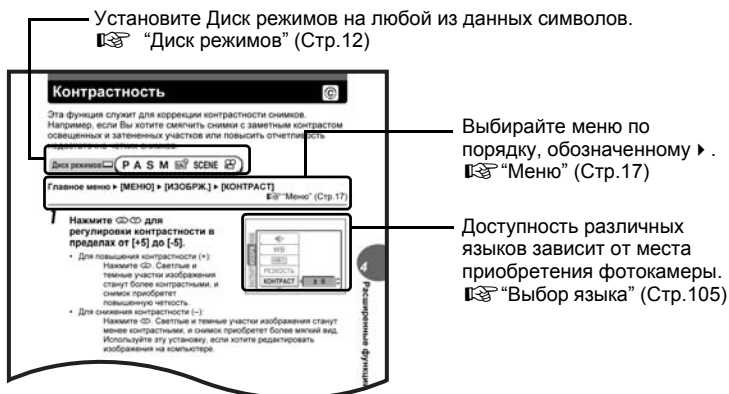 Установите Диск режимов на любой из данных символов.
☞ “Диск режимов” (Стр.12)
Контрастность
Эта функция служит для коррекции контрастности снимков.
Например, если Вы хотите смягчить снимки с заметным контрастом
освещенных и затененных участков или повысить отчетливость
недостаточно четких снимков.
Диск режимов P A S M SCENE
Главное меню ▸ [МЕНЮ] ▸ [ИЗОБРЖ.] ▸ [КОНТРАСТ]
☞ “Меню” (Стр.17)
1 Нажмите для
регулировки контрастности в
пределах от [+5] до [-5].
• Для повышения контрастности (+):
Нажмите . Светлые и
темные участки изображения
станут более контрастными, и
снимок приобретет
повышенную четкость.
• Для снижения контрастности (–):
Нажмите . Светлые и темные участки изображения станут
менее контрастными, и снимок приобретет более мягкий вид.
Используйте эту установку, если хотите редактировать
изображения на компьютере.
WB
РЕЗКОСТЬ
КОНТРАСТ ± 0
4
Расширенные функции
Выбирайте меню по
порядку, обозначенному ▸ .
☞ “Меню” (Стр.17)
Доступность различных
языков зависит от места
приобретения фотокамеры.
☞ “Выбор языка” (Стр.105)